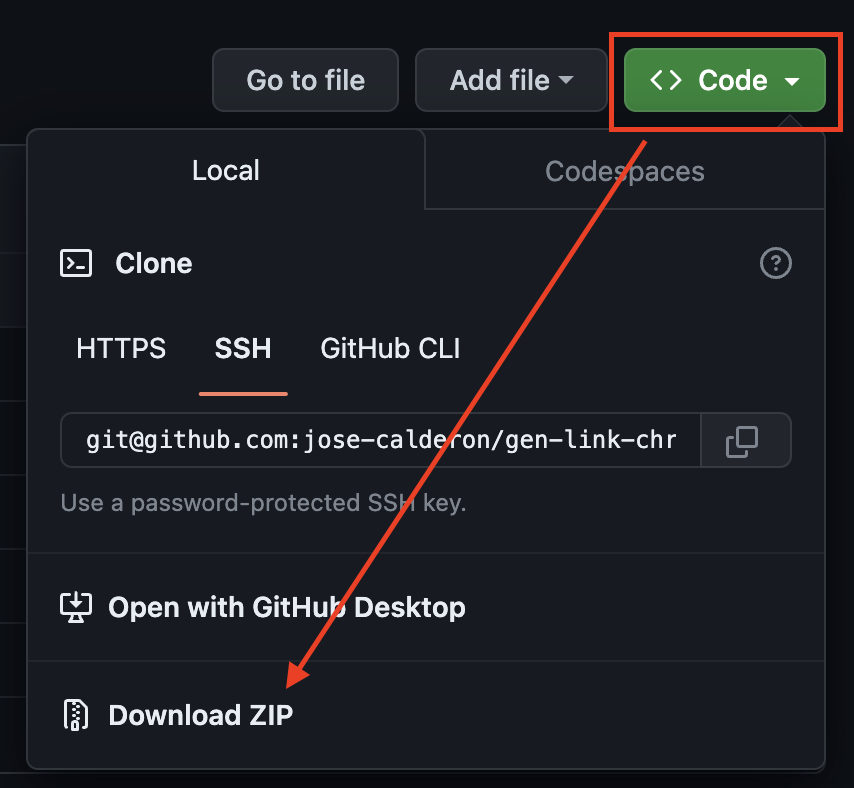 Go to file
Add file
Code
Local
Codespaces
Clone
HTTPS
SSH
GitHub CLI
git@github.com:jose-calderon/gen-link-chr
Use a password-protected SSH key.
Open with GitHub Desktop
Download ZIP